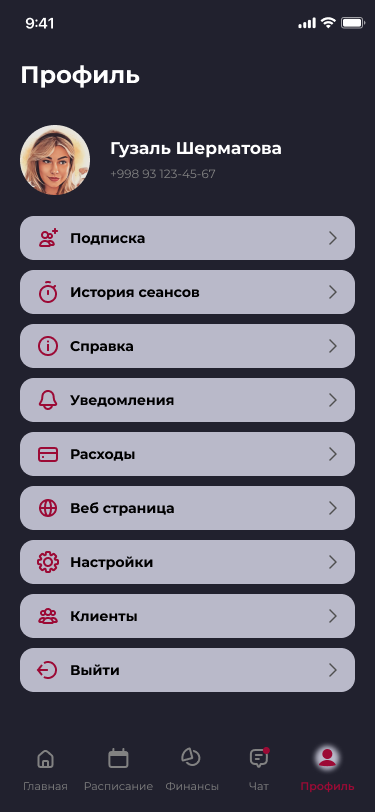 9:41
Профиль
Гузаль Шерматова
+998 93 123-45-67
Подписка
История сеансов
Справка
Уведомления
Расходы
Веб страница
Настройки
Клиенты
Выйти
Главная Расписание Финансы Чат Профиль